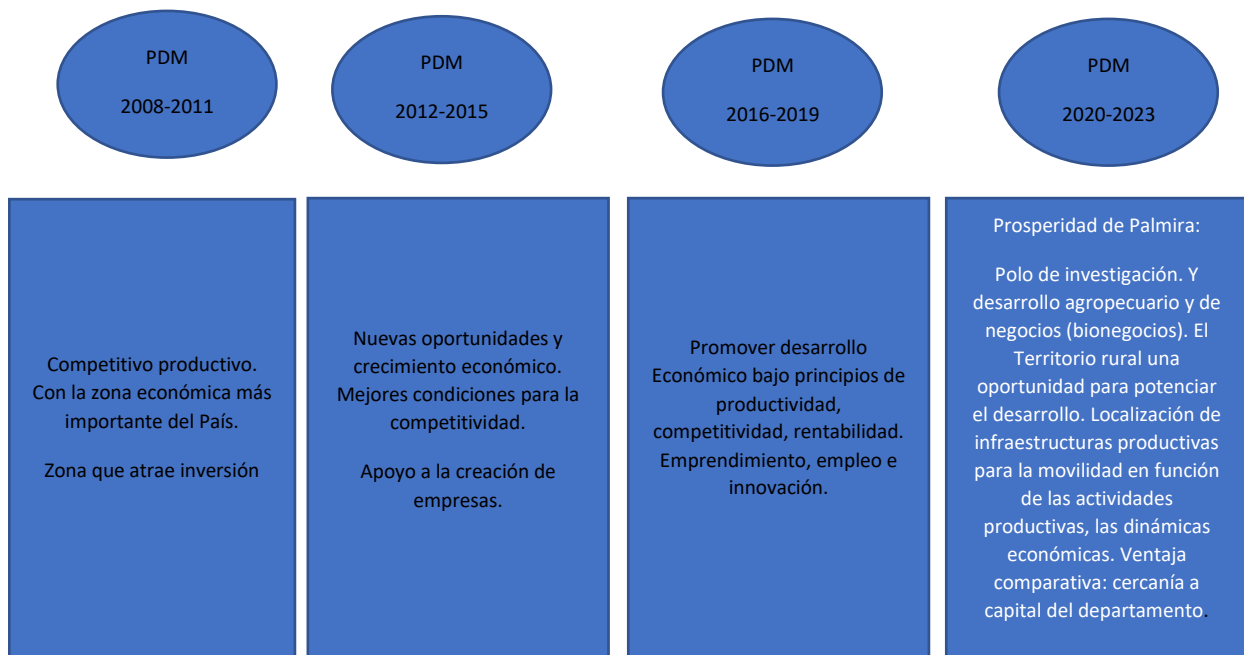 PDM
2008-2011
PDM
2012-2015
PDM
2016-2019
PDM
2020-2023
Competitivo productivo.
Con la zona económica más
importante del País.
Zona que atrae inversión
Nuevas oportunidades y
crecimiento económico.
Mejores condiciones para la
competitividad.
Apoyo a la creación de
empresas.
Promover desarrollo
Económico bajo principios de
productividad,
competitividad, rentabilidad.
Emprendimiento, empleo e
innovación.
Prosperidad de Palmira:
Polo de investigación. Y
desarrollo agropecuario y de
negocios (bionegocios). El
Territorio rural una
oportunidad para potenciar
el desarrollo. Localización de
infraestructuras productivas
para la movilidad en función
de las actividades
productivas, las dinámicas
económicas. Ventaja
comparativa: cercanía a
capital del departamento.